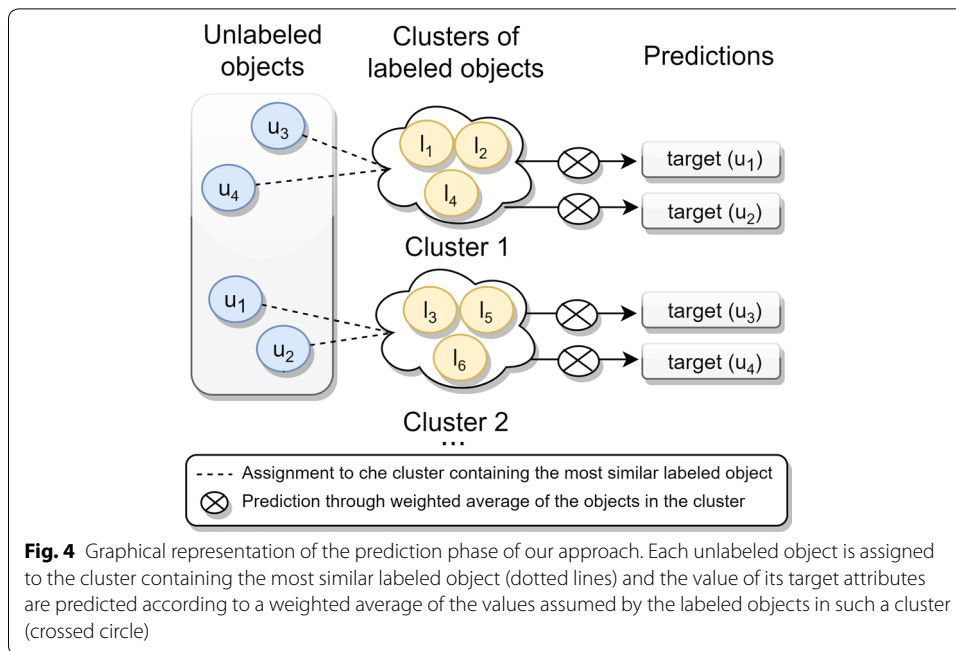 Unlabeled
objects
Clusters of
labeled objects
Predictions
u3
u4
l1 l2
l4
Cluster 1
target (u1)
target (u2)
u1
u2
l3 l5
l6
Cluster 2
...
target (u3)
target (u4)
Assignment to che cluster containing the most similar labeled object
Prediction through weighted average of the objects in the cluster
Fig. 4 Graphical representation of the prediction phase of our approach. Each unlabeled object is assigned
to the cluster containing the most similar labeled object (dotted lines) and the value of its target attributes
are predicted according to a weighted average of the values assumed by the labeled objects in such a cluster
(crossed circle)